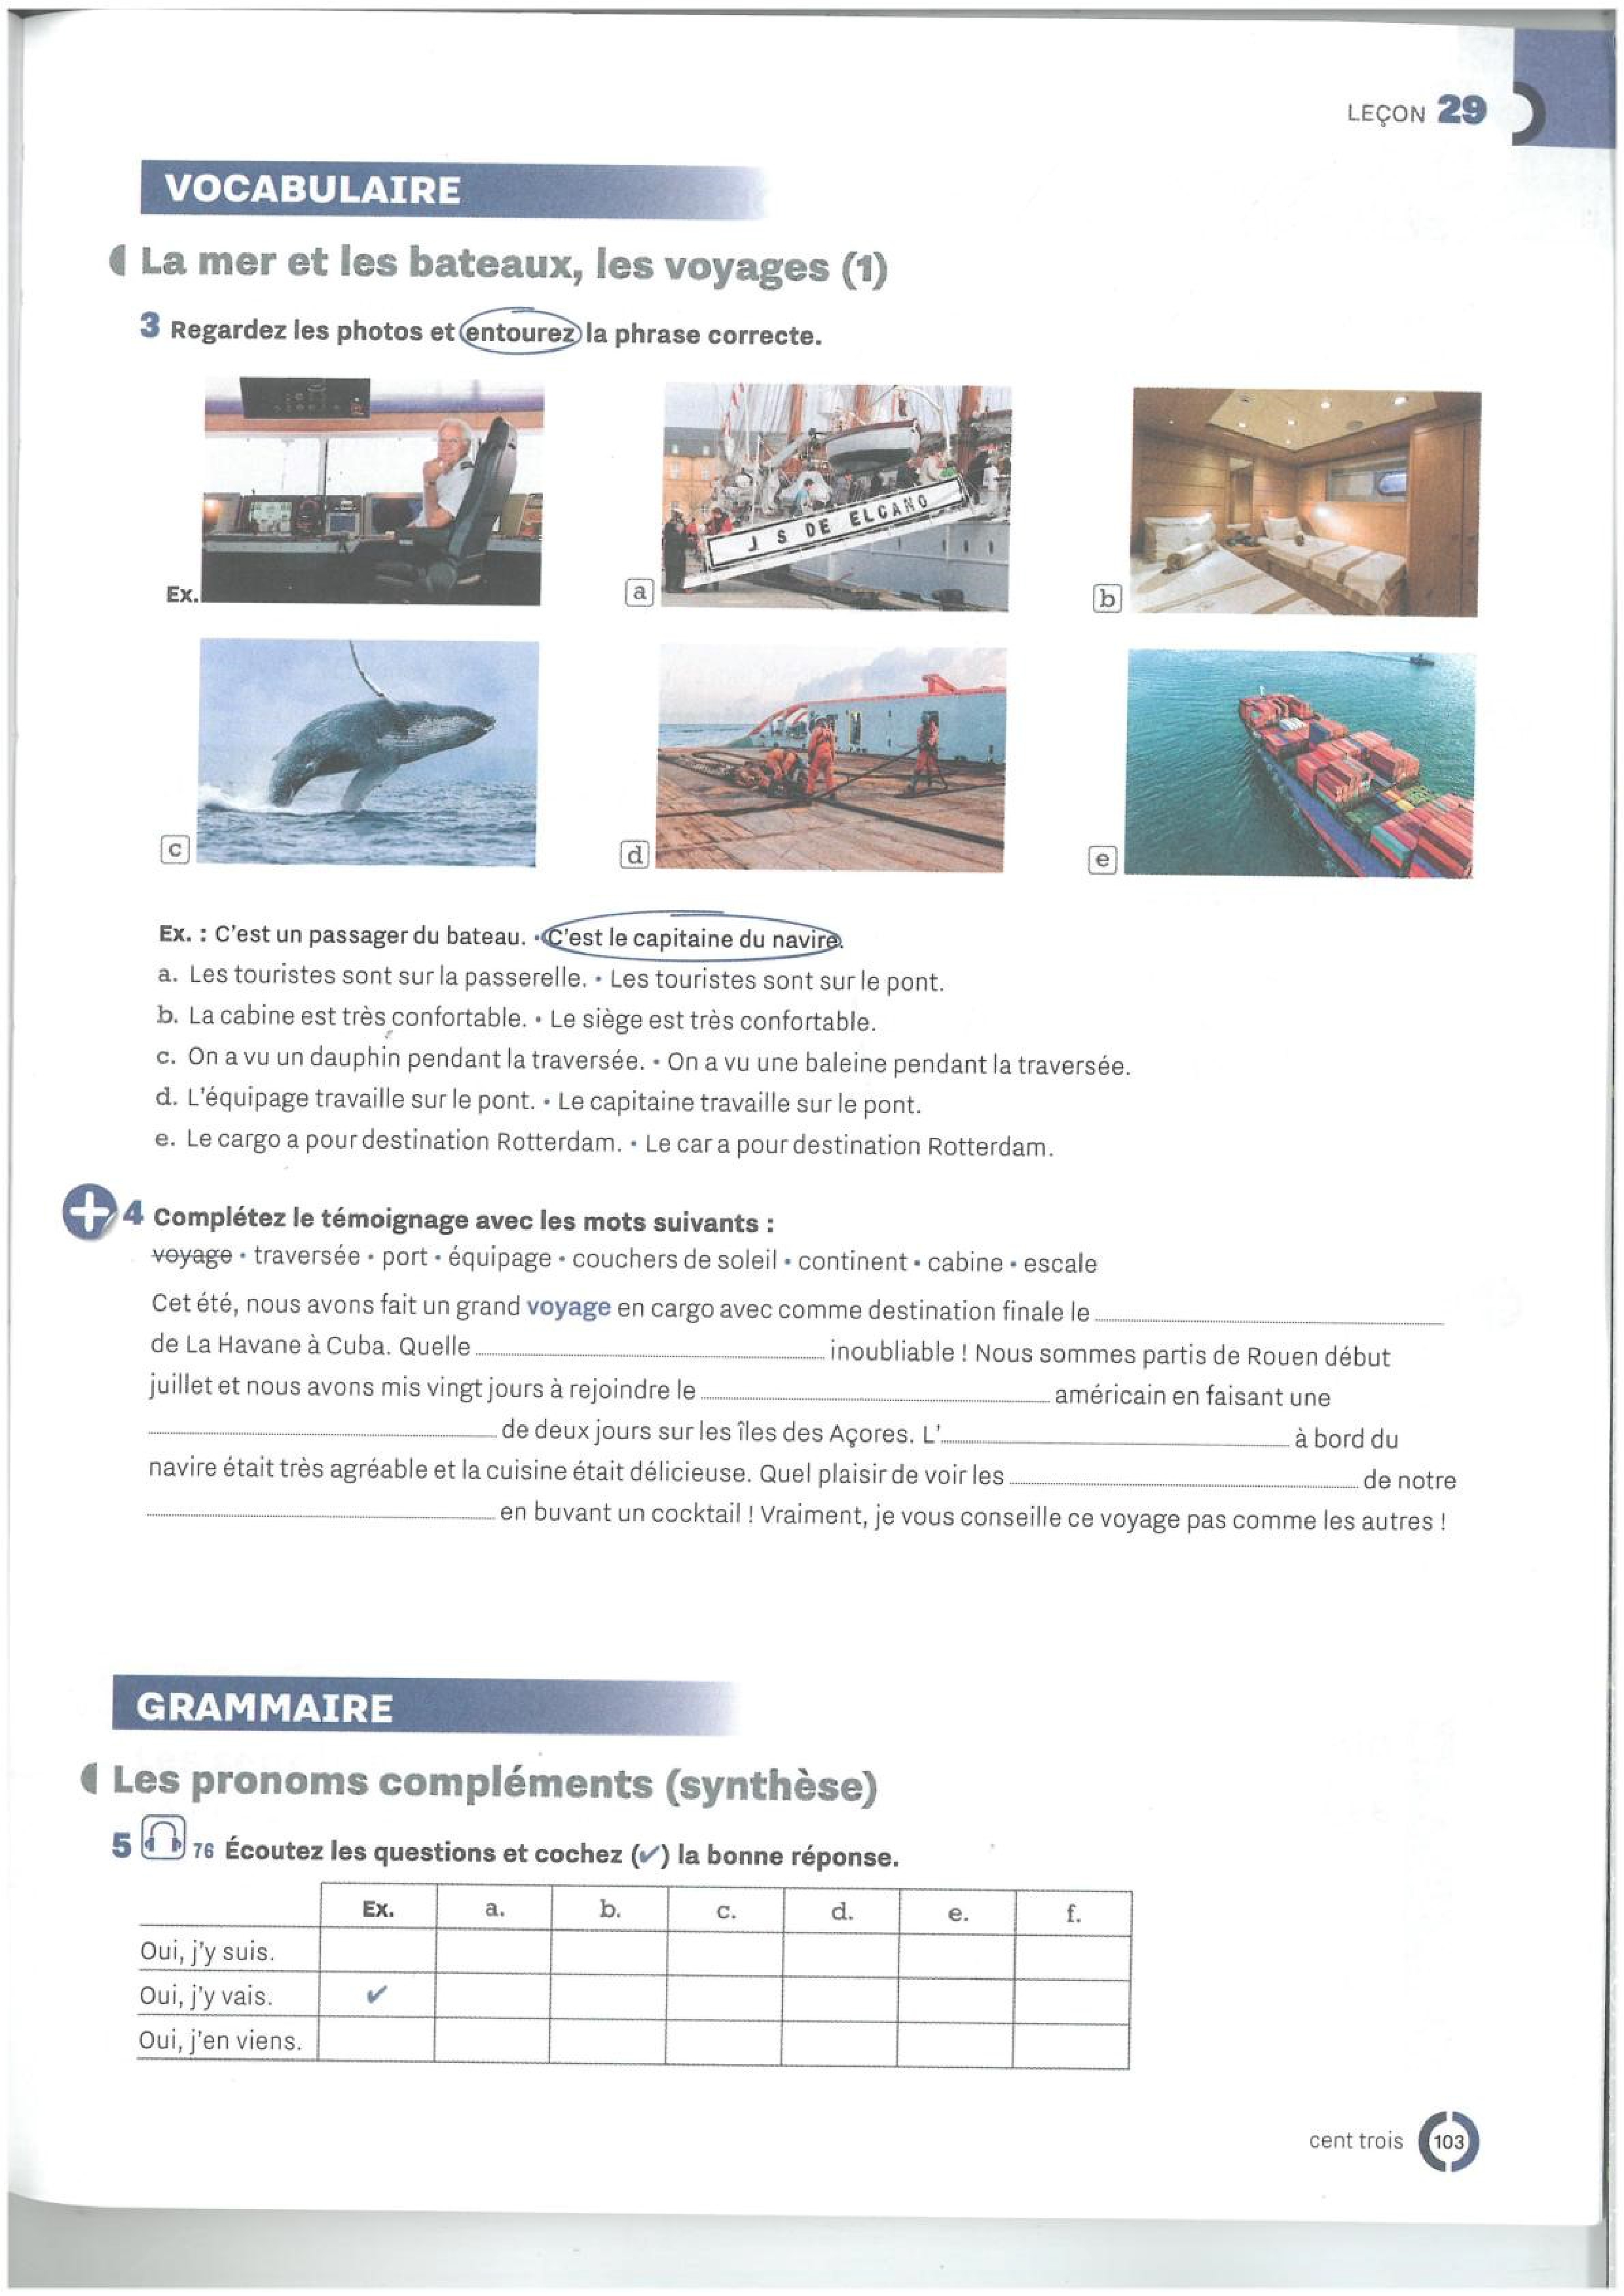 LEÇON 29
VOCABULAIRE
La mer et les bateaux, les voyages (1)
3 Regardez les photos et entourez la phrase correcte.
J S DE ELCANO
Ex.
a
b
c
d
e
Ex. : C'est un passager du bateau. • C'est le capitaine du navire.
a. Les touristes sont sur la passerelle. • Les touristes sont sur le pont.
b. La cabine est très confortable. • Le siège est très confortable.
c. On a vu un dauphin pendant la traversée. • On a vu une baleine pendant la traversée.
d. L'équipage travaille sur le pont. • Le capitaine travaille sur le pont.
e. Le cargo a pour destination Rotterdam. • Le car a pour destination Rotterdam.
4 Complétez le témoignage avec les mots suivants :
voyage • traversée • port • équipage • couchers de soleil • continent • cabine • escale
Cet été, nous avons fait un grand voyage en cargo avec comme destination finale le
de La Havane à Cuba. Quelle inoubliable ! Nous sommes partis de Rouen début
juillet et nous avons mis vingt jours à rejoindre le américain en faisant une
de deux jours sur les îles des Açores. L' à bord du
navire était très agréable et la cuisine était délicieuse. Quel plaisir de voir les de notre
en buvant un cocktail ! Vraiment, je vous conseille ce voyage pas comme les autres !
GRAMMAIRE
Les pronoms compléments (synthèse)
5 76 Écoutez les questions et cochez (✔) la bonne réponse.
Ex. a. b. c. d. e. f.
Oui, j'y suis.
Oui, j'y vais. ✔
Oui, j'en viens.
cent trois 103